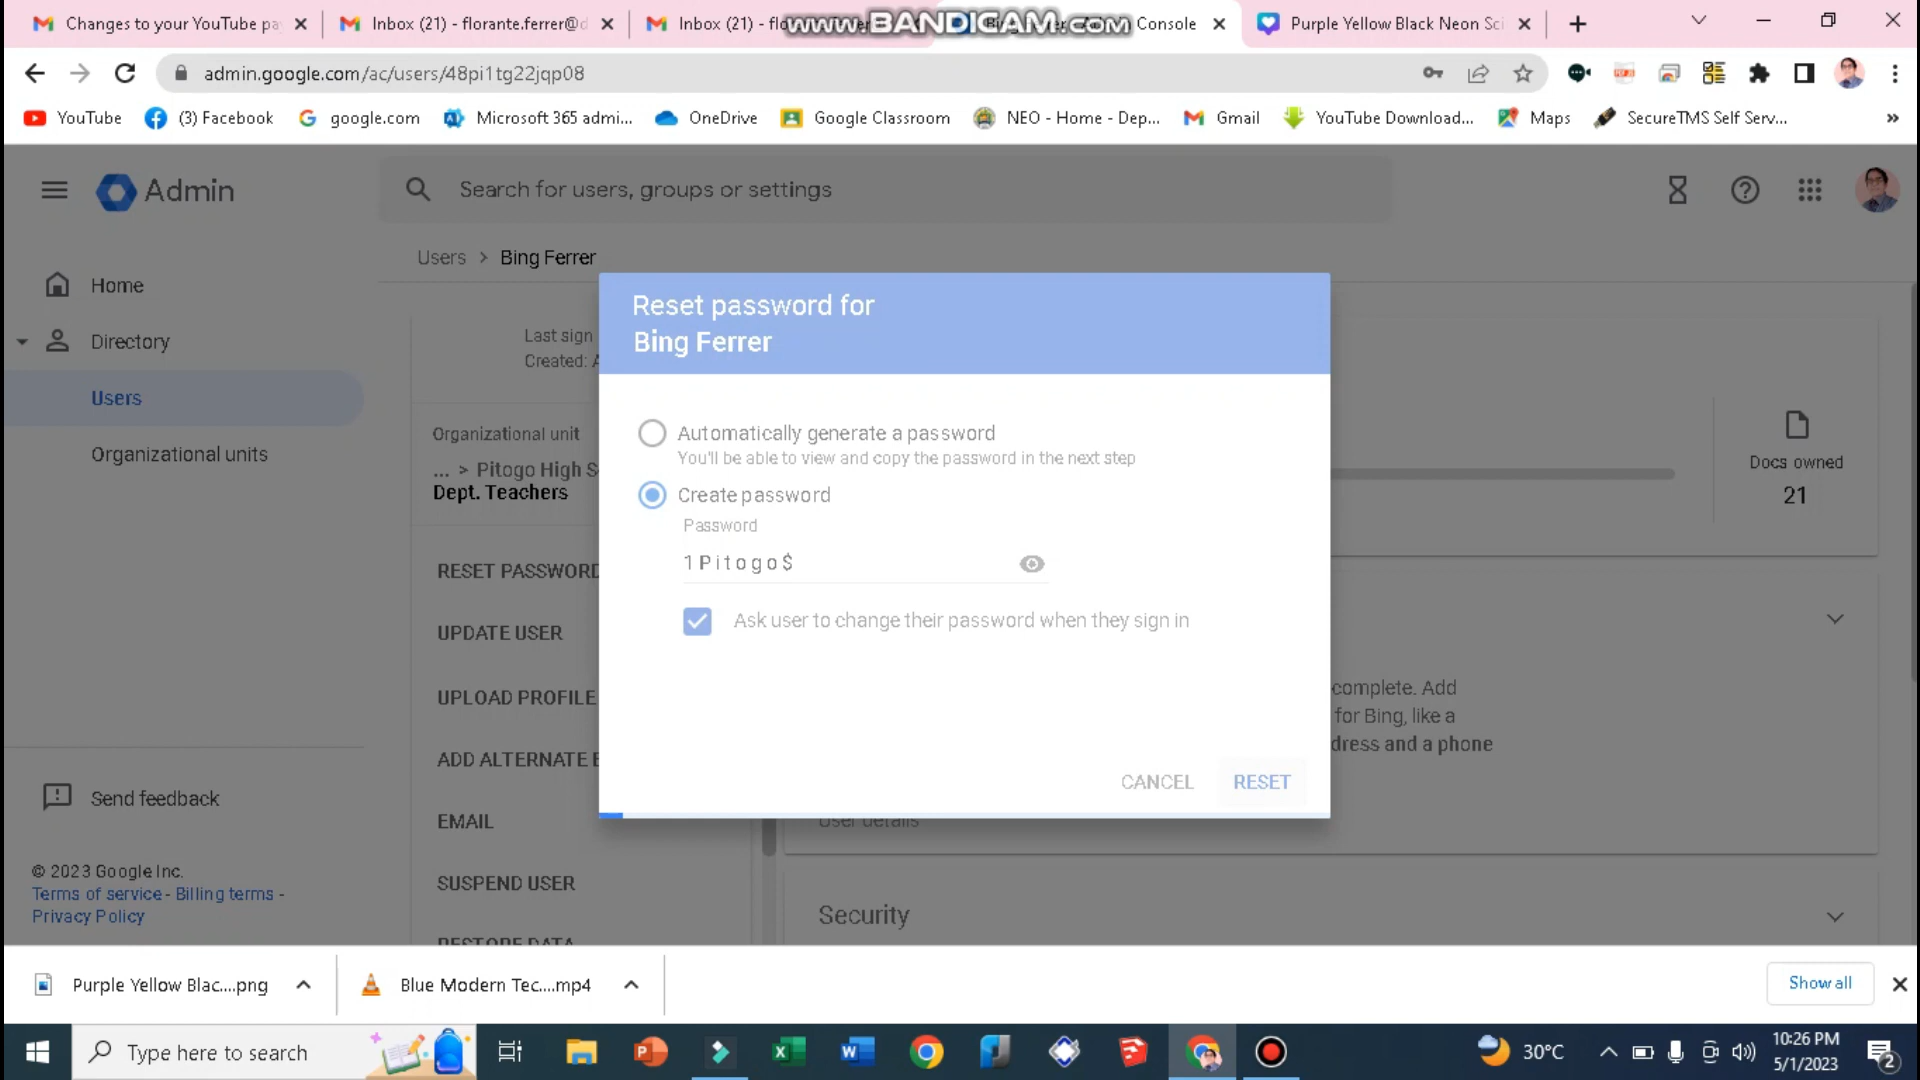 Changes to your YouTube pa
Inbox (21) - florante.ferrer@d
Inbox (21) - flo
www.BANDICAM.com
Console
Purple Yellow Black Neon Sci
admin.google.com/ac/users/48pi1tg22jqp08
YouTube
(3) Facebook
google.com
Microsoft 365 admi...
OneDrive
Google Classroom
NEO - Home - Dep...
Gmail
YouTube Download...
Maps
SecureTMS Self Serv...
Admin
Search for users, groups or settings
Users > Bing Ferrer
Home
Directory
Users
Organizational units
Send feedback
© 2023 Google Inc.
Terms of service - Billing terms -
Privacy Policy
Last sign
Created: A
Organizational unit
... > Pitogo High S
Dept. Teachers
RESET PASSWORD
UPDATE USER
UPLOAD PROFILE
ADD ALTERNATE E
EMAIL
SUSPEND USER
RESTORE DATA
Reset password for
Bing Ferrer
Automatically generate a password
You'll be able to view and copy the password in the next step
Create password
Password
1Pitogo$
Ask user to change their password when they sign in
CANCEL
RESET
Docs owned
21
complete. Add
for Bing, like a
dress and a phone
User details
Security
Purple Yellow Blac....png
Blue Modern Tec....mp4
Show all
Type here to search
30°C
10:26 PM
5/1/2023
2